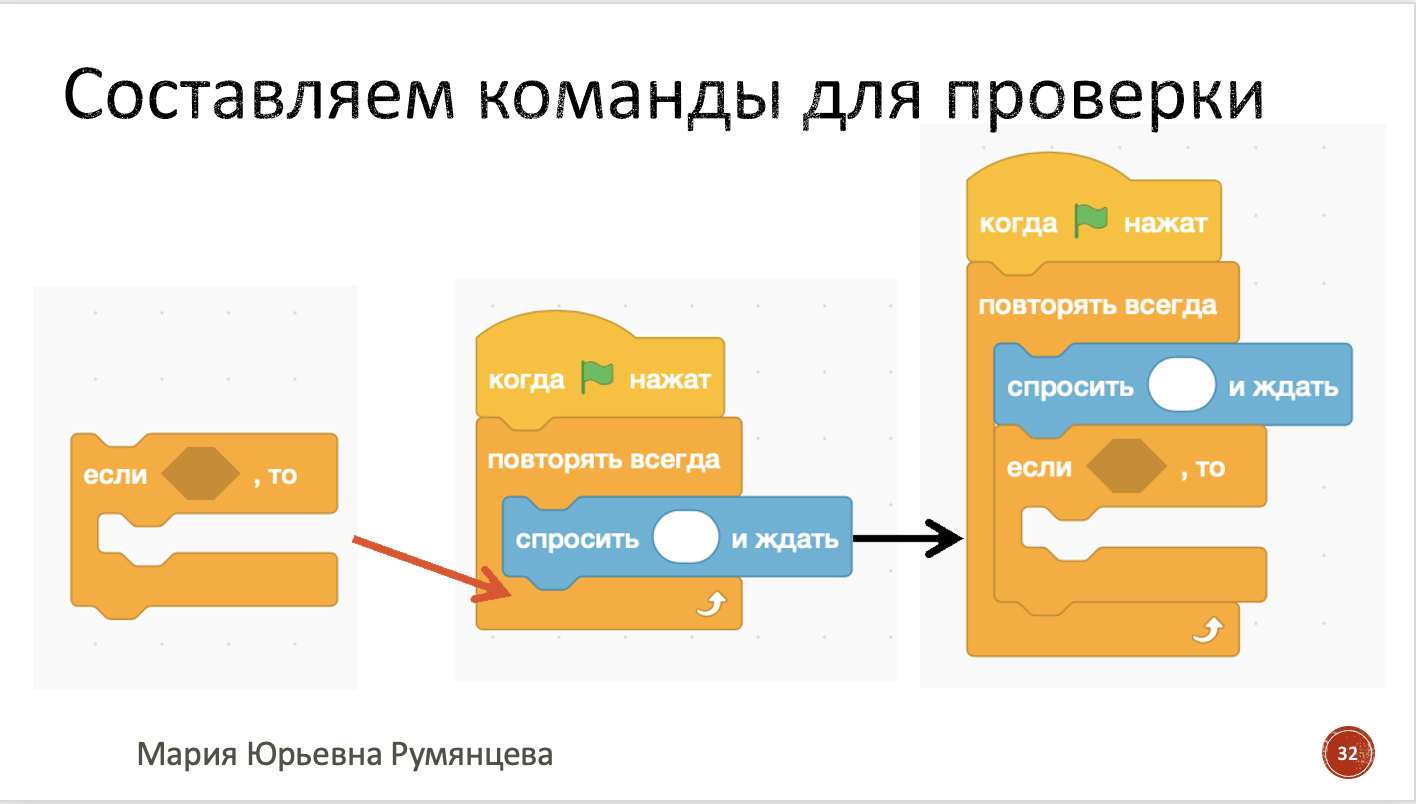 Составляем команды для проверки
если , то
когда нажат
повторять всегда
спросить и ждать
когда нажат
повторять всегда
спросить и ждать
если , то
Мария Юрьевна Румянцева
32